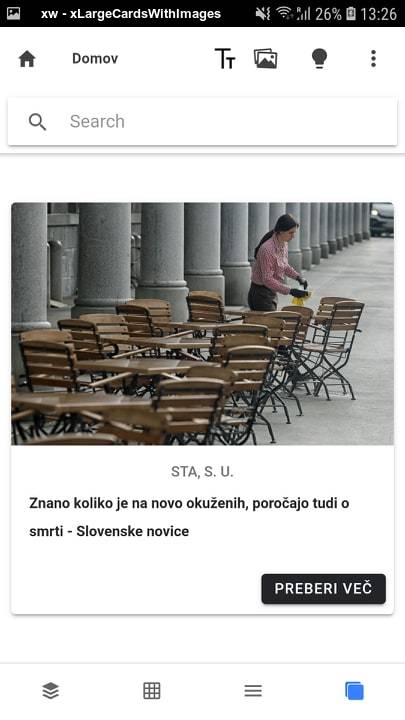 xw - xLargeCardsWithImages
26% 13:26
Domov
Search
STA, S. U.
Znano koliko je na novo okuženih, poročajo tudi o
smrti - Slovenske novice
PREBERI VEČ